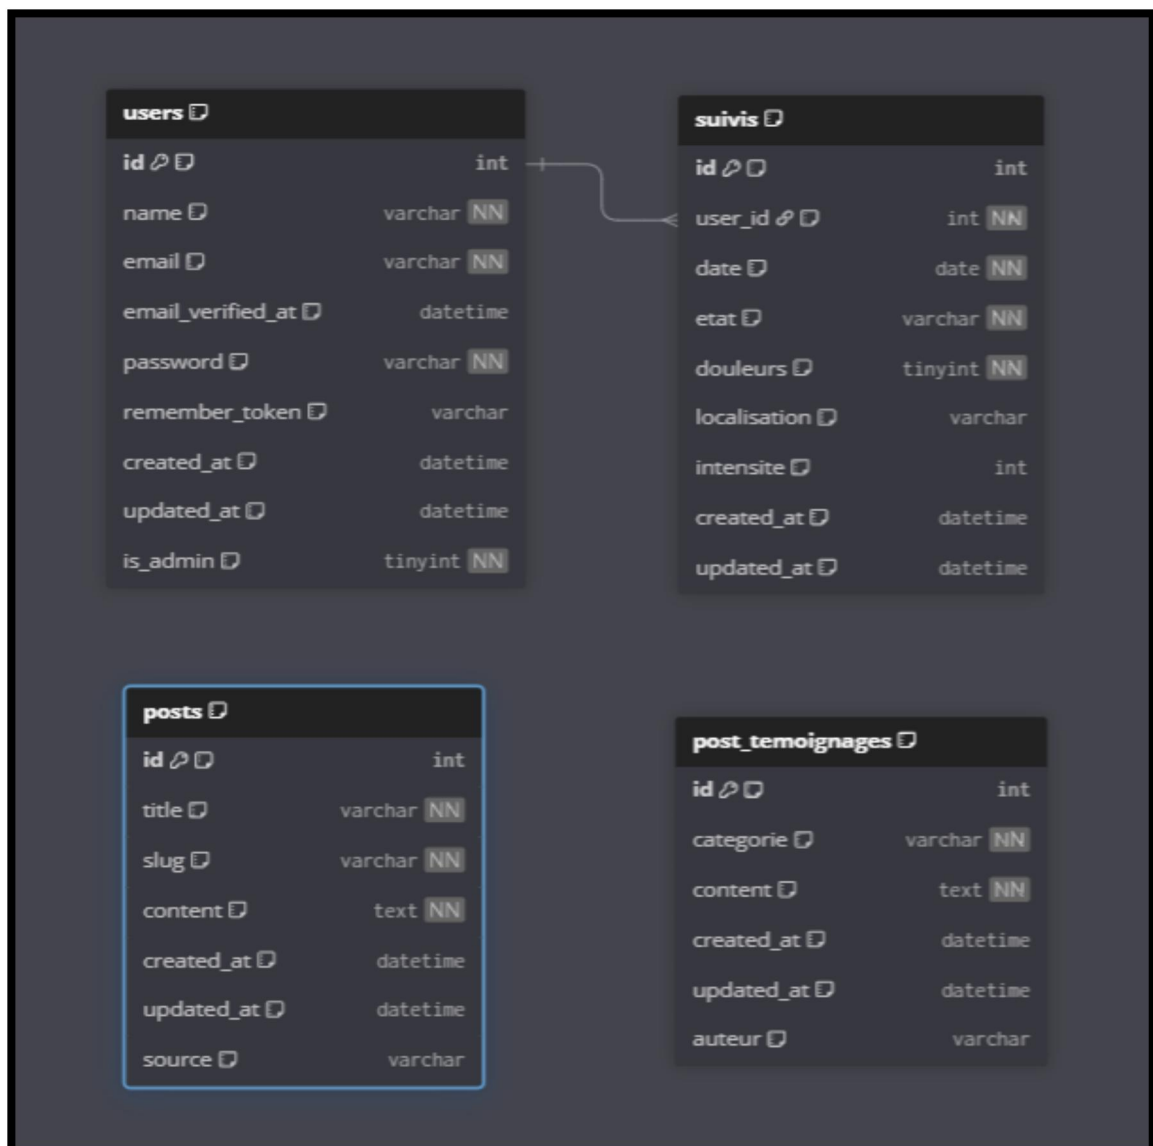 users
id int
name varchar NN
email varchar NN
email_verified_at datetime
password varchar NN
remember_token varchar
created_at datetime
updated_at datetime
is_admin tinyint NN
suivis
id int
user_id int NN
date date NN
etat varchar NN
douleurs tinyint NN
localisation varchar
intensite int
created_at datetime
updated_at datetime
posts
id int
title varchar NN
slug varchar NN
content text NN
created_at datetime
updated_at datetime
source varchar
post_temoignages
id int
categorie varchar NN
content text NN
created_at datetime
updated_at datetime
auteur varchar